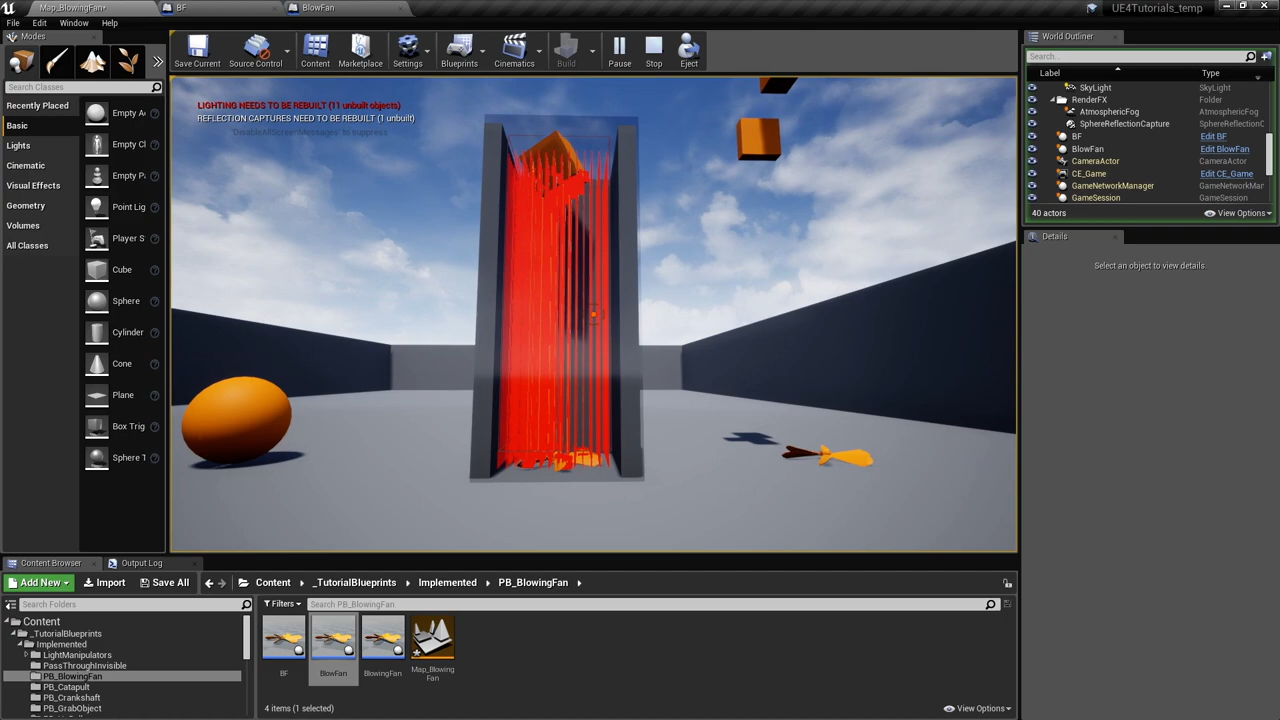 Map_BlowingFan*
BF
BlowFan
UE4Tutorials_temp
File Edit Window Help
Modes
World Outliner
Save Current
Source Control
Content
Marketplace
Settings
Blueprints
Cinematics
Build
Pause
Stop
Eject
Search...
Label Type
SkyLight SkyLight
RenderFX Folder
AtmosphericFog AtmosphericFog
SphereReflectionCapture SphereReflectionC
BF Edit BF
BlowFan Edit BlowFan
CameraActor CameraActor
CE_Game Edit CE_Game
GameNetworkManager GameNetworkMar
GameSession GameSession
40 actors
View Options
Details
Select an object to view details.
Search Classes
Recently Placed
Basic
Lights
Cinematic
Visual Effects
Geometry
Volumes
All Classes
Empty A
Empty Cl
Empty P
Point Lig
Player S
Cube
Sphere
Cylinder
Cone
Plane
Box Trig
Sphere T
LIGHTING NEEDS TO BE REBUILT (11 unbuilt objects)
REFLECTION CAPTURES NEED TO BE REBUILT (1 unbuilt)
'DisableAllScreenMessages' to suppress
Content Browser
Output Log
Add New
Import
Save All
Content
_TutorialBlueprints
Implemented
PB_BlowingFan
Search Folders
Filters
Search PB_BlowingFan
Content
_TutorialBlueprints
Implemented
LightManipulators
PassThroughInvisible
PB_BlowingFan
PB_Catapult
PB_Crankshaft
PB_GrabObject
BF
BlowFan
BlowingFan
Map_Blowing
Fan
4 items (1 selected)
View Options